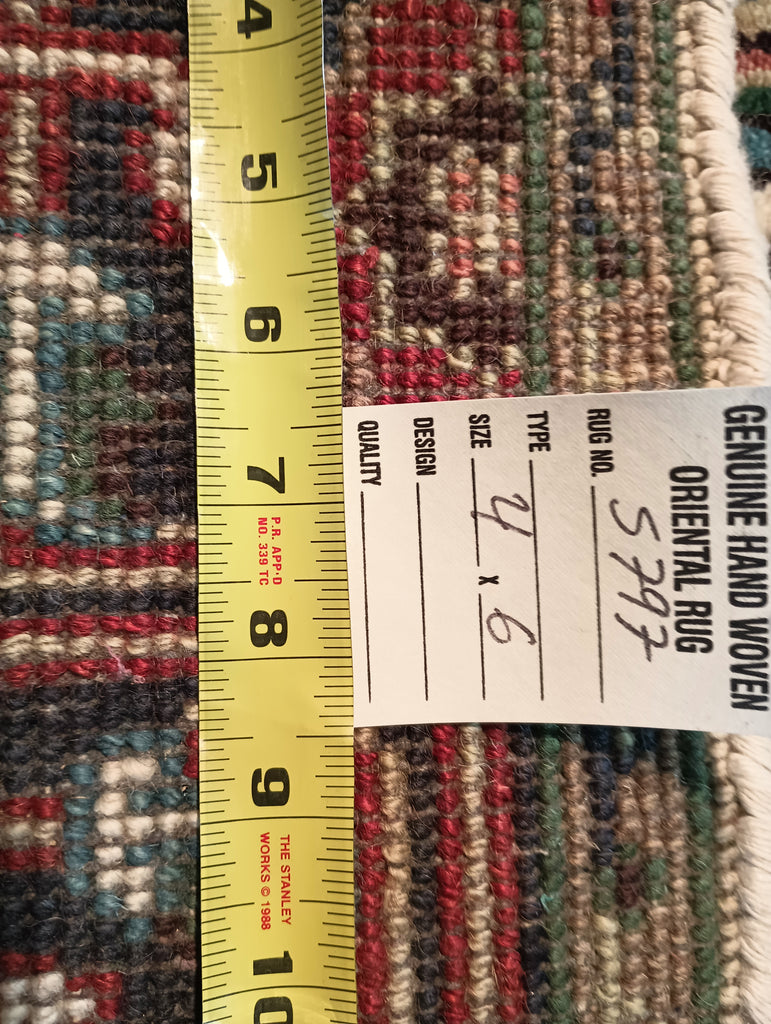 4
5
6
7
P.R. APP'D
NO. 339 TC
8
9
THE STANLEY
WORKS © 1988
10
GENUINE HAND WOVEN
ORIENTAL RUG
RUG NO. 5797
TYPE
SIZE 4 X 6
DESIGN
QUALITY